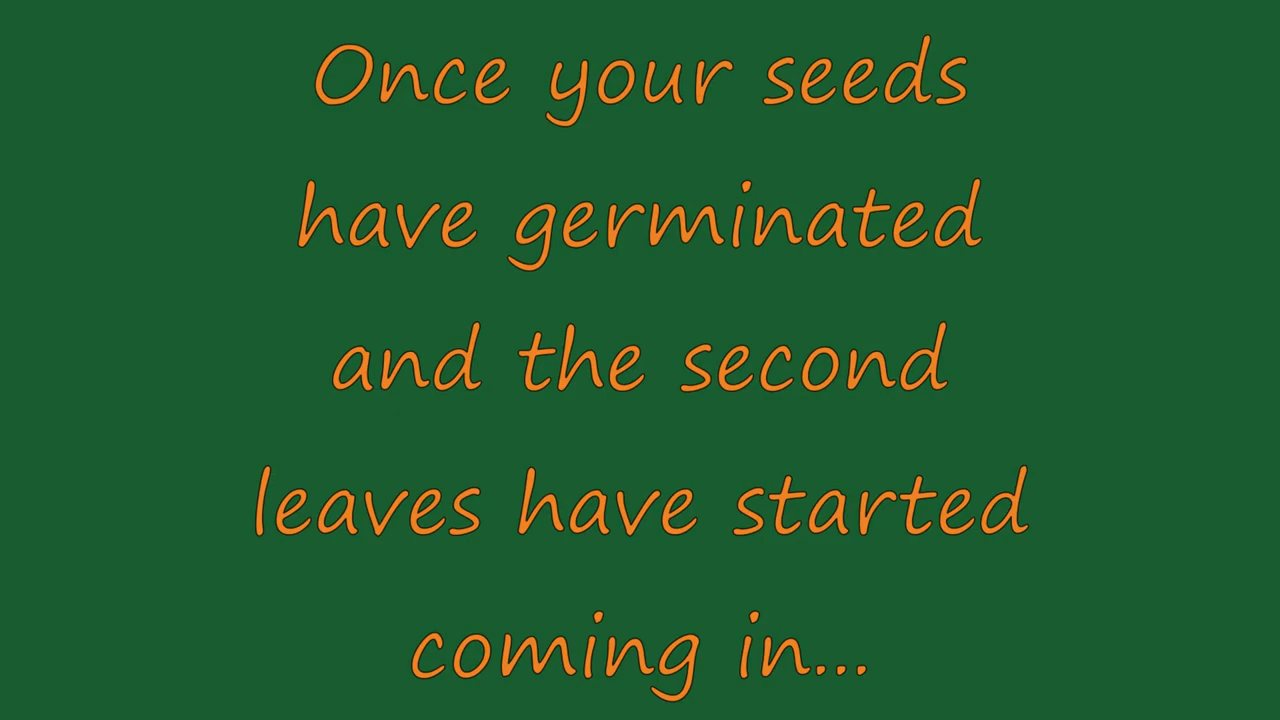 Once your seeds
have germinated
and the second
leaves have started
coming in...